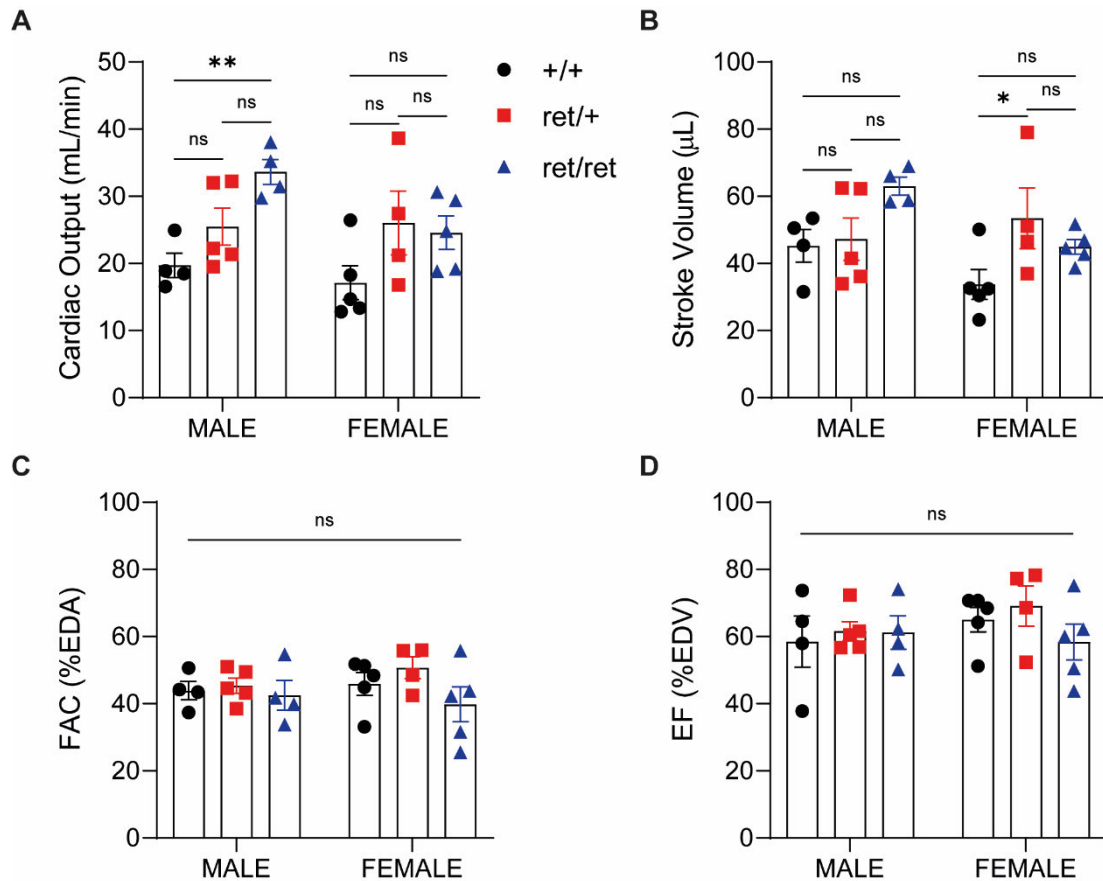 A
Cardiac Output (mL/min)
50
40
30
20
10
0
**
ns
ns
ns
ns
ns
MALE
FEMALE
+/+
ret/+
ret/ret
B
Stroke Volume (μL)
100
80
60
40
20
0
ns
ns
ns
ns
*
ns
MALE
FEMALE
C
FAC (%EDA)
100
80
60
40
20
0
ns
MALE
FEMALE
D
EF (%EDV)
100
80
60
40
20
0
ns
MALE
FEMALE